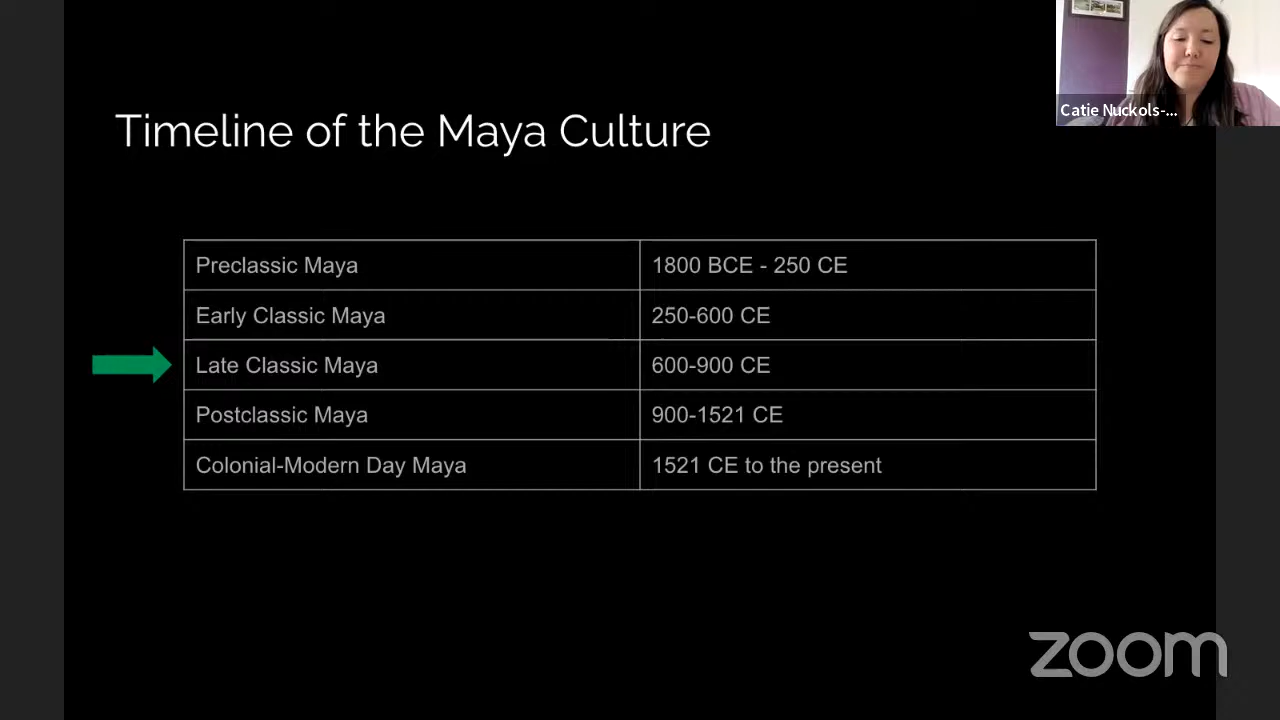 Catie Nuckols-...
Timeline of the Maya Culture
Preclassic Maya 1800 BCE - 250 CE
Early Classic Maya 250-600 CE
Late Classic Maya 600-900 CE
Postclassic Maya 900-1521 CE
Colonial-Modern Day Maya 1521 CE to the present
zoom